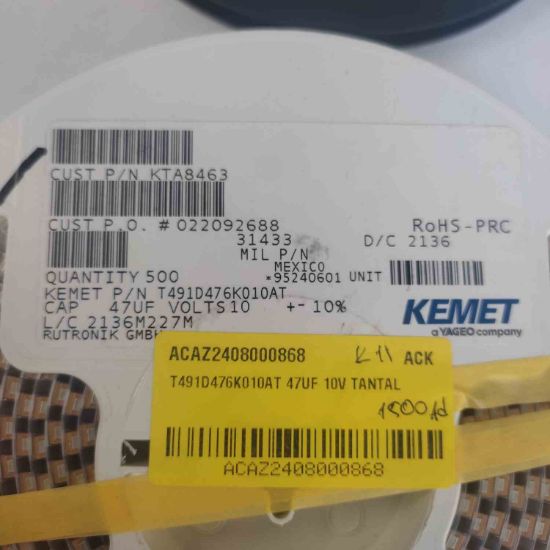 CUST P/N KTA8463
CUST P.O. # 022092688
RoHS-PRC
31433
D/C 2136
MIL P/N
MEXICO
QUANTITY 500
*95240601 UNIT
KEMET P/N T491D476K010AT
CAP 47UF VOLTS10 +- 10%
L/C 2136M227M
RUTRONIK GMBH
KEMET
a YAGEO company
ACAZ2408000868
K11 ACK
T491D476K010AT 47UF 10V TANTAL
ACAZ2408000868